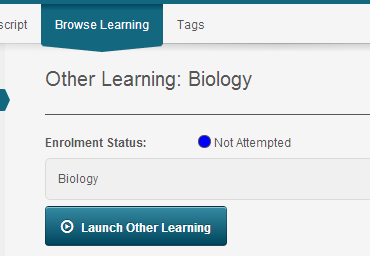 script Browse Learning Tags
Other Learning: Biology
Enrolment Status: Not Attempted
Biology
Launch Other Learning